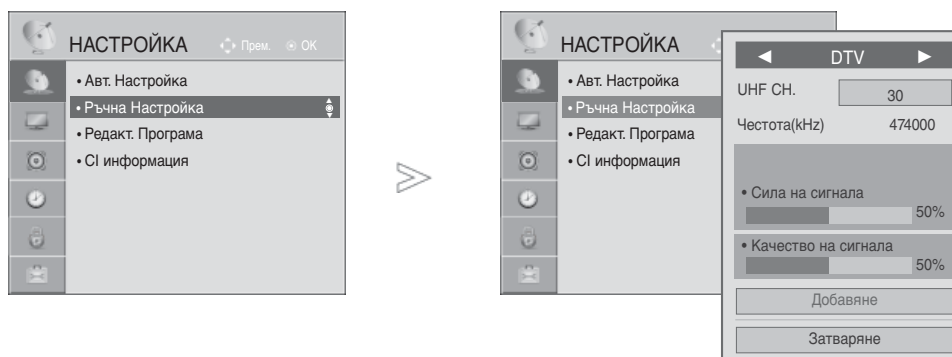 НАСТРОЙКА Прем. OK
• Авт. Настройка
• Ръчна Настройка
• Редакт. Програма
• CI информация
НАСТРОЙКА
• Авт. Настройка
• Ръчна Настройка
• Редакт. Програма
• CI информация
◄ DTV ►
UHF CH. 30
Честота(kHz) 474000
• Сила на сигнала
50%
• Качество на сигнала
50%
Добавяне
Затваряне